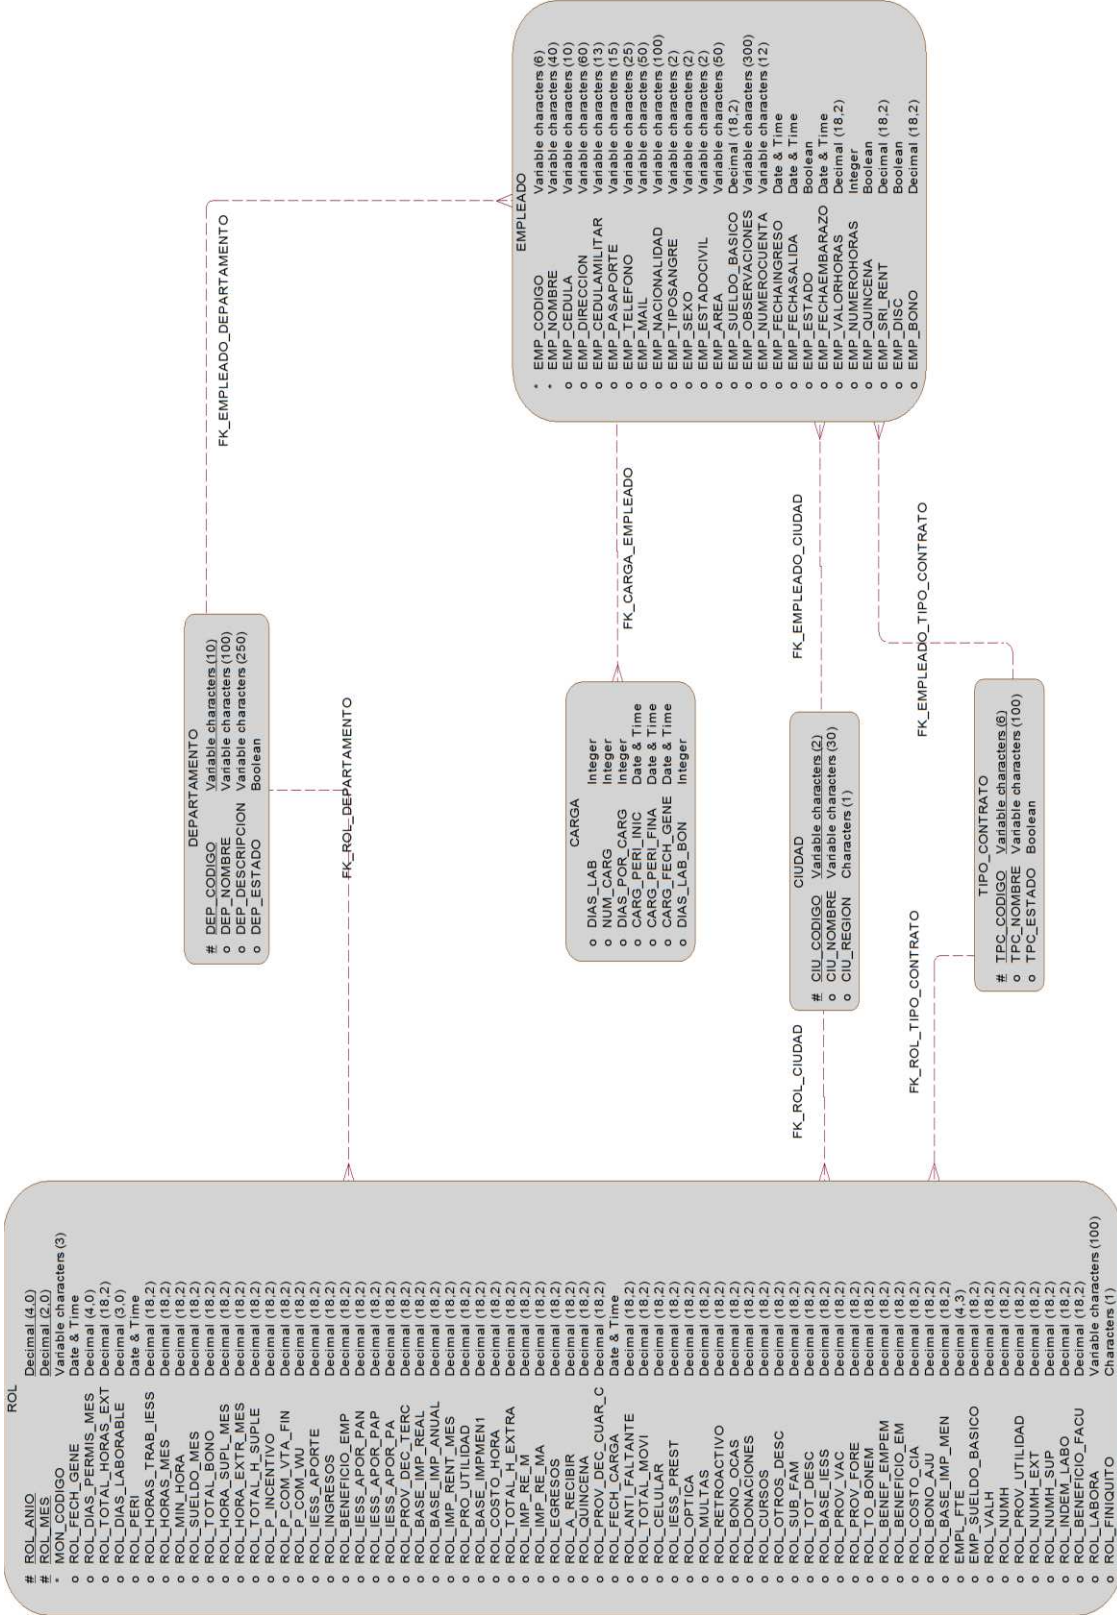 ROL
# ROL_ANIO Decimal (4,0)
# ROL_MES Decimal (2,0)
* MON_CODIGO Variable characters (3)
o ROL_FECH_GENE Date & Time
o ROL_DIAS_PERMIS_MES Decimal (4,0)
o ROL_TOTAL_HORAS_EXT Decimal (18,2)
o ROL_DIAS_LABORABLE Decimal (3,0)
o ROL_PERI Date & Time
o ROL_HORAS_TRAB_IESS Decimal (18,2)
o ROL_HORAS_MES Decimal (18,2)
o ROL_MIN_HORA Decimal (18,2)
o ROL_SUELDO_MES Decimal (18,2)
o ROL_TOTAL_BONO Decimal (18,2)
o ROL_HORA_SUPL_MES Decimal (18,2)
o ROL_HORA_EXTR_MES Decimal (18,2)
o ROL_TOTAL_H_SUPLE Decimal (18,2)
o ROL_P_INCENTIVO Decimal (18,2)
o ROL_P_COM_VTA_FIN Decimal (18,2)
o ROL_P_COM_WU Decimal (18,2)
o ROL_IESS_APORTE Decimal (18,2)
o ROL_INGRESOS Decimal (18,2)
o ROL_BENEFICIO_EMP Decimal (18,2)
o ROL_IESS_APOR_PAN Decimal (18,2)
o ROL_IESS_APOR_PAP Decimal (18,2)
o ROL_IESS_APOR_PA Decimal (18,2)
o ROL_PROV_DEC_TERC Decimal (18,2)
o ROL_BASE_IMP_REAL Decimal (18,2)
o ROL_BASE_IMP_ANUAL Decimal (18,2)
o ROL_IMP_RENT_MES Decimal (18,2)
o ROL_PRO_UTILIDAD Decimal (18,2)
o ROL_BASE_IMPMEN1 Decimal (18,2)
o ROL_COSTO_HORA Decimal (18,2)
o ROL_TOTAL_H_EXTRA Decimal (18,2)
o ROL_IMP_RE_M Decimal (18,2)
o ROL_IMP_RE_MA Decimal (18,2)
o ROL_EGRESOS Decimal (18,2)
o ROL_A_RECIBIR Decimal (18,2)
o ROL_QUINCENA Decimal (18,2)
o ROL_PROV_DEC_CUAR_C Decimal (18,2)
o ROL_FECH_CARGA Date & Time
o ROL_ANTI_FALTANTE Decimal (18,2)
o ROL_TOTAL_MOVI Decimal (18,2)
o ROL_CELULAR Decimal (18,2)
o ROL_IESS_PREST Decimal (18,2)
o ROL_OPTICA Decimal (18,2)
o ROL_MULTAS Decimal (18,2)
o ROL_RETROACTIVO Decimal (18,2)
o ROL_BONO_OCAS Decimal (18,2)
o ROL_DONACIONES Decimal (18,2)
o ROL_CURSOS Decimal (18,2)
o ROL_OTROS_DESC Decimal (18,2)
o ROL_SUB_FAM Decimal (18,2)
o ROL_TOT_DESC Decimal (18,2)
o ROL_BASE_IESS Decimal (18,2)
o ROL_PROV_VAC Decimal (18,2)
o ROL_PROV_FORE Decimal (18,2)
o ROL_TO_BONEM Decimal (18,2)
o ROL_BENEF_EMPEM Decimal (18,2)
o ROL_BENEFICIO_EM Decimal (18,2)
o ROL_COSTO_CIA Decimal (18,2)
o ROL_BONO_AJU Decimal (18,2)
o ROL_BASE_IMP_MEN Decimal (18,2)
o EMPL_FTE Decimal (4,3)
o EMP_SUELDO_BASICO Decimal (18,2)
o ROL_VALH Decimal (18,2)
o ROL_NUMH Decimal (18,2)
o ROL_PROV_UTILIDAD Decimal (18,2)
o ROL_NUMH_EXT Decimal (18,2)
o ROL_NUMH_SUP Decimal (18,2)
o ROL_INDEM_LABO Decimal (18,2)
o ROL_BENEFICIO_FACU Decimal (18,2)
o ROL_LABORA Variable characters (100)
o ROL_FINIQUITO Characters (1)
FK_ROL_DEPARTAMENTO
FK_ROL_CIUDAD
FK_ROL_TIPO_CONTRATO
DEPARTAMENTO
# DEP_CODIGO Variable characters (10)
o DEP_NOMBRE Variable characters (100)
o DEP_DESCRIPCION Variable characters (250)
o DEP_ESTADO Boolean
CARGA
o DIAS_LAB Integer
o NUM_CARG Integer
o DIAS_POR_CARG Integer
o CARG_PERI_INIC Date & Time
o CARG_PERI_FINA Date & Time
o CARG_FECH_GENE Date & Time
o DIAS_LAB_BON Integer
CIUDAD
# CIU_CODIGO Variable characters (2)
o CIU_NOMBRE Variable characters (30)
o CIU_REGION Characters (1)
TIPO_CONTRATO
# TPC_CODIGO Variable characters (6)
o TPC_NOMBRE Variable characters (100)
o TPC_ESTADO Boolean
FK_EMPLEADO_DEPARTAMENTO
FK_CARGA_EMPLEADO
FK_EMPLEADO_CIUDAD
FK_EMPLEADO_TIPO_CONTRATO
EMPLEADO
* EMP_CODIGO Variable characters (6)
* EMP_NOMBRE Variable characters (40)
o EMP_CEDULA Variable characters (10)
o EMP_DIRECCION Variable characters (60)
o EMP_CEDULAMILITAR Variable characters (13)
o EMP_PASAPORTE Variable characters (15)
o EMP_TELEFONO Variable characters (25)
o EMP_MAIL Variable characters (50)
o EMP_NACIONALIDAD Variable characters (100)
o EMP_TIPOSANGRE Variable characters (2)
o EMP_SEXO Variable characters (2)
o EMP_ESTADOCIVIL Variable characters (2)
o EMP_AREA Variable characters (50)
o EMP_SUELDO_BASICO Decimal (18,2)
o EMP_OBSERVACIONES Variable characters (300)
o EMP_NUMEROCUENTA Variable characters (12)
o EMP_FECHAINGRESO Date & Time
o EMP_FECHASALIDA Date & Time
o EMP_ESTADO Boolean
o EMP_FECHAEMBARAZO Date & Time
o EMP_VALORHORAS Decimal (18,2)
o EMP_NUMEROHORAS Integer
o EMP_QUINCENA Boolean
o EMP_SRI_RENT Decimal (18,2)
o EMP_DISC Boolean
o EMP_BONO Decimal (18,2)